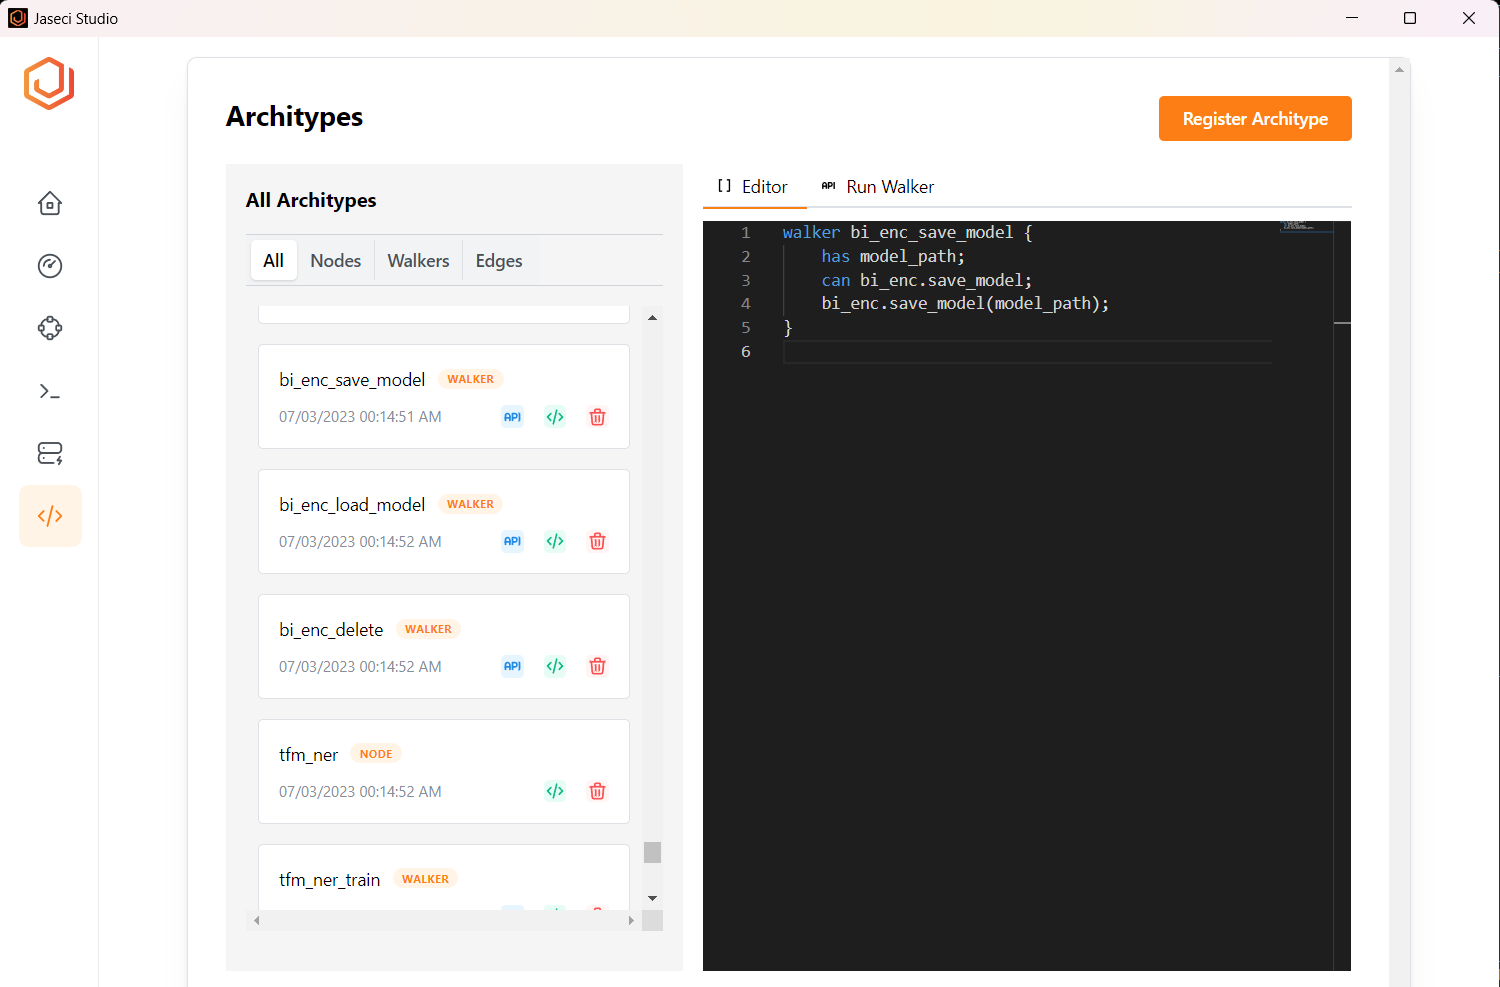 Jaseci Studio
Architypes
Register Architype
All Architypes
All Nodes Walkers Edges
bi_enc_save_model WALKER
07/03/2023 00:14:51 AM API </>
bi_enc_load_model WALKER
07/03/2023 00:14:52 AM API </>
bi_enc_delete WALKER
07/03/2023 00:14:52 AM API </>
tfm_ner NODE
07/03/2023 00:14:52 AM </>
tfm_ner_train WALKER
[ ] Editor API Run Walker
1 walker bi_enc_save_model {
2 has model_path;
3 can bi_enc.save_model;
4 bi_enc.save_model(model_path);
5 }
6